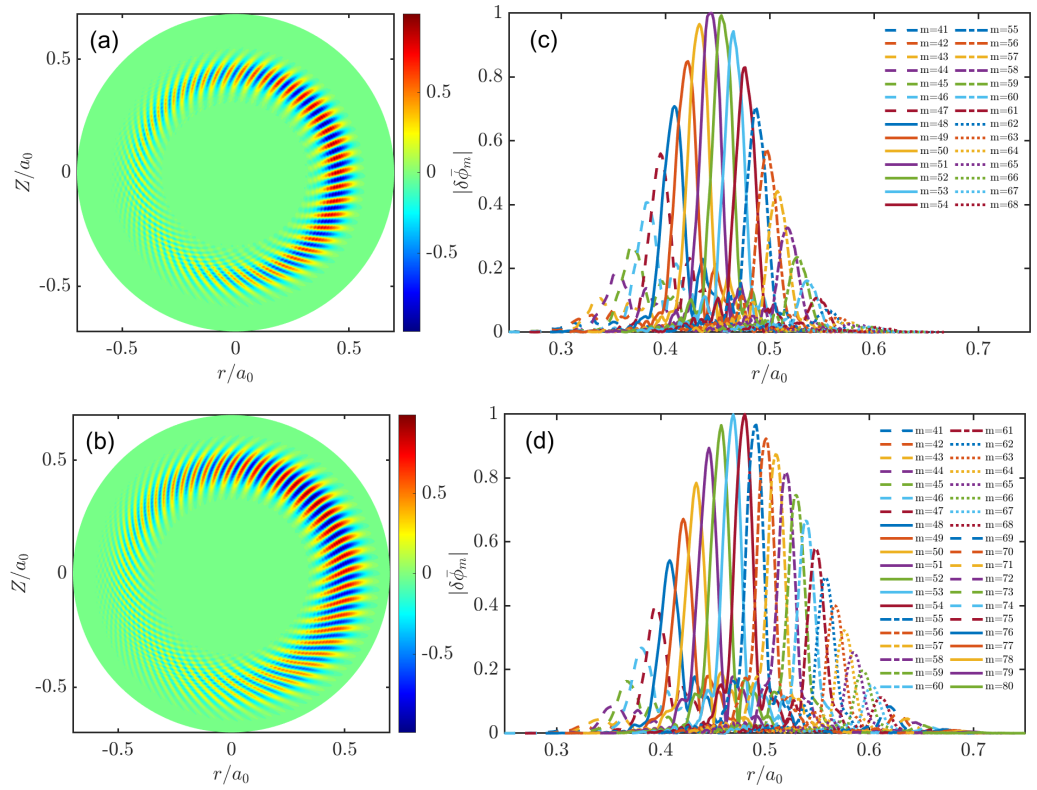 (a)
0.5
0
-0.5
Z/a₀
-0.5
0
0.5
r/a₀
0.5
0
-0.5
(c)
1
0.8
0.6
0.4
0.2
0
|δϕ̄ₘ|
0.3
0.4
0.5
0.6
0.7
r/a₀
m=41
m=42
m=43
m=44
m=45
m=46
m=47
m=48
m=49
m=50
m=51
m=52
m=53
m=54
m=55
m=56
m=57
m=58
m=59
m=60
m=61
m=62
m=63
m=64
m=65
m=66
m=67
m=68
(b)
0.5
0
-0.5
Z/a₀
-0.5
0
0.5
r/a₀
0.5
0
-0.5
(d)
1
0.8
0.6
0.4
0.2
0
|δϕ̄ₘ|
0.3
0.4
0.5
0.6
0.7
r/a₀
m=41
m=42
m=43
m=44
m=45
m=46
m=47
m=48
m=49
m=50
m=51
m=52
m=53
m=54
m=55
m=56
m=57
m=58
m=59
m=60
m=61
m=62
m=63
m=64
m=65
m=66
m=67
m=68
m=69
m=70
m=71
m=72
m=73
m=74
m=75
m=76
m=77
m=78
m=79
m=80